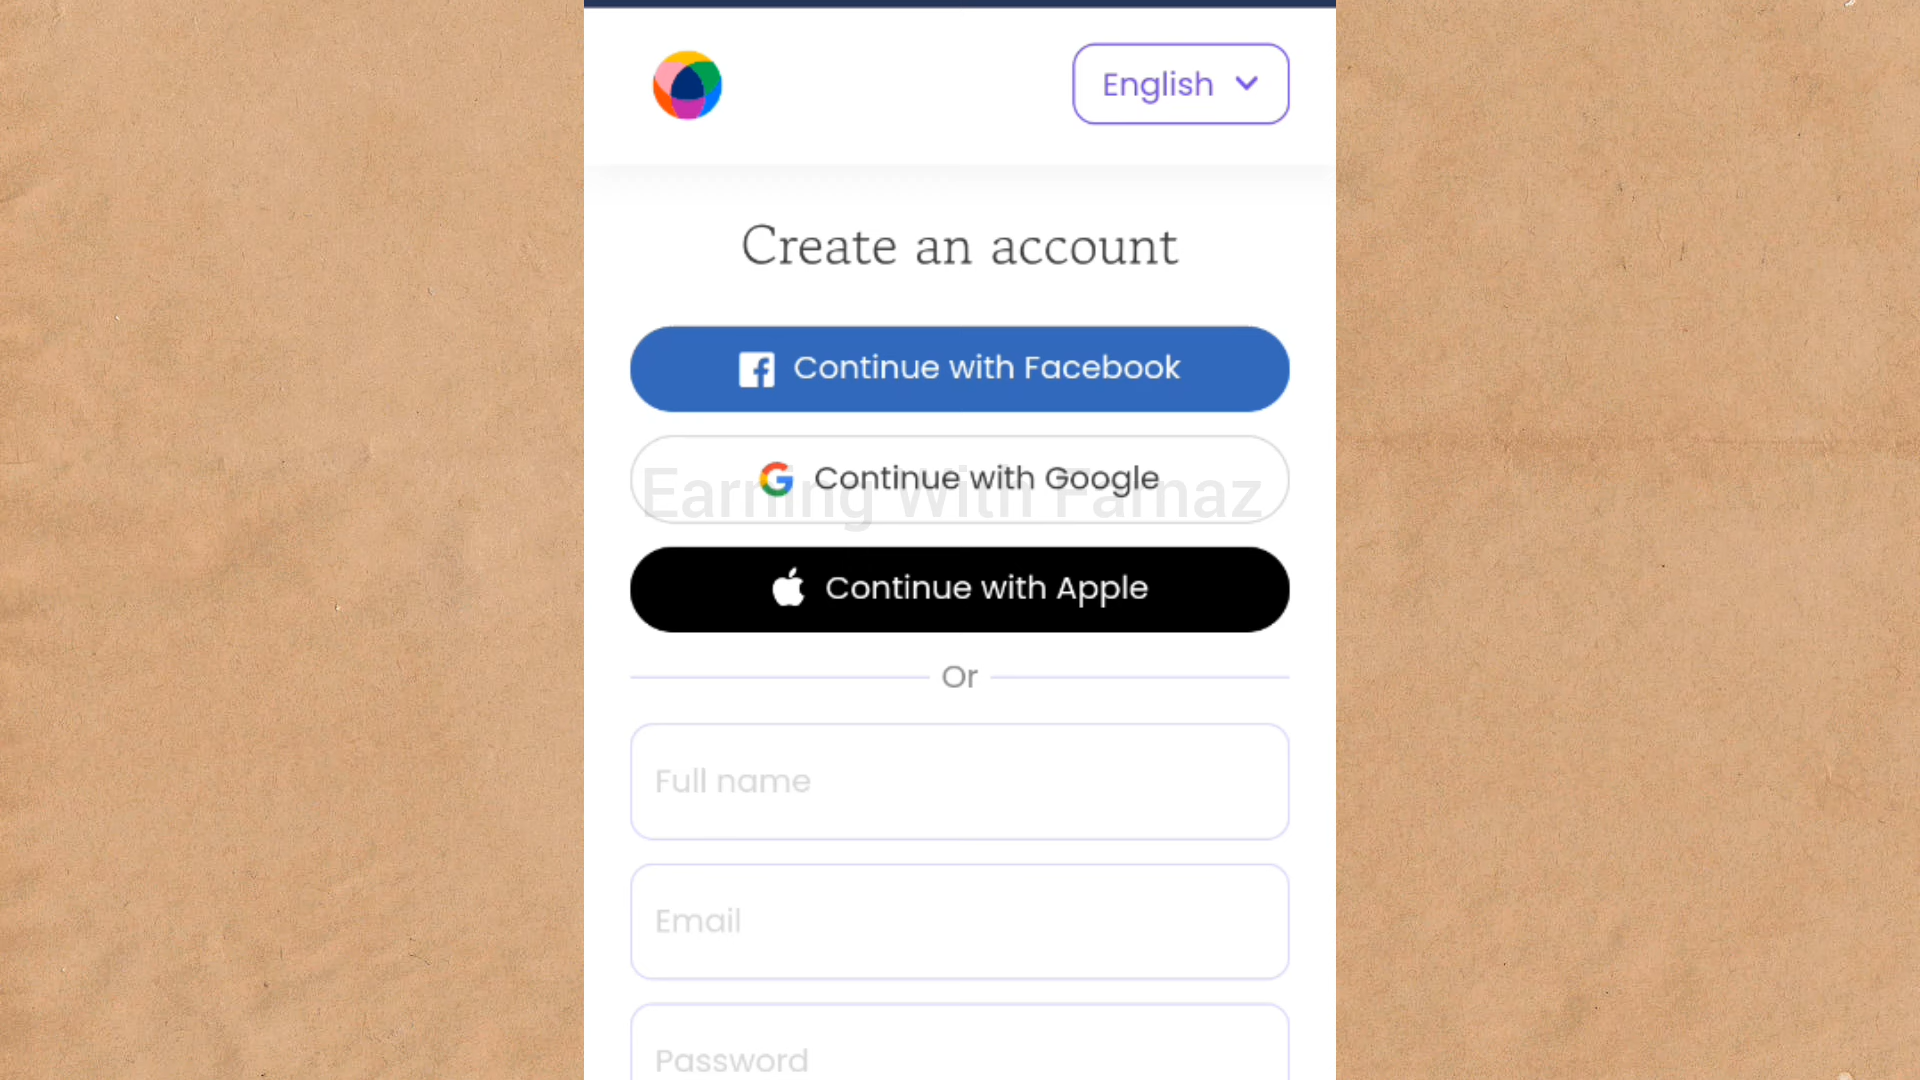 English
Create an account
Continue with Facebook
Continue with Google
Earning With Farnaz
Continue with Apple
Or
Full name
Email
Password